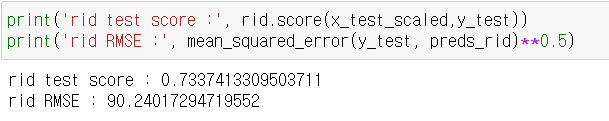 print('rid test score :', rid.score(x_test_scaled,y_test))
print('rid RMSE :', mean_squared_error(y_test, preds_rid)**0.5)
rid test score : 0.7337413309503711
rid RMSE : 90.24017294719552